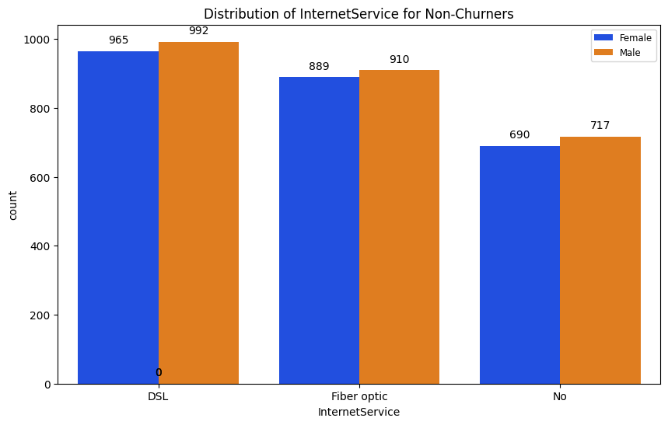 Distribution of InternetService for Non-Churners
Female
Male
count
1000
800
600
400
200
0
965
992
889
910
690
717
0
DSL
Fiber optic
No
InternetService